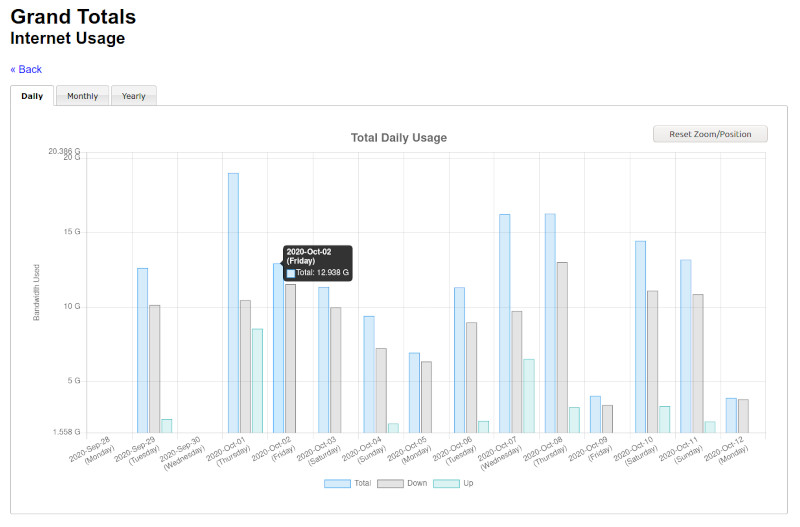 Grand Totals
Internet Usage
« Back
Daily
Monthly
Yearly
Total Daily Usage
Reset Zoom/Position
20.386 G
20 G
15 G
10 G
5 G
1.558 G
Bandwidth Used
2020-Oct-02
(Friday)
Total: 12.938 G
2020-Sep-28
(Monday)
2020-Sep-29
(Tuesday)
2020-Sep-30
(Wednesday)
2020-Oct-01
(Thursday)
2020-Oct-02
(Friday)
2020-Oct-03
(Saturday)
2020-Oct-04
(Sunday)
2020-Oct-05
(Monday)
2020-Oct-06
(Tuesday)
2020-Oct-07
(Wednesday)
2020-Oct-08
(Thursday)
2020-Oct-09
(Friday)
2020-Oct-10
(Saturday)
2020-Oct-11
(Sunday)
2020-Oct-12
(Monday)
Total
Down
Up